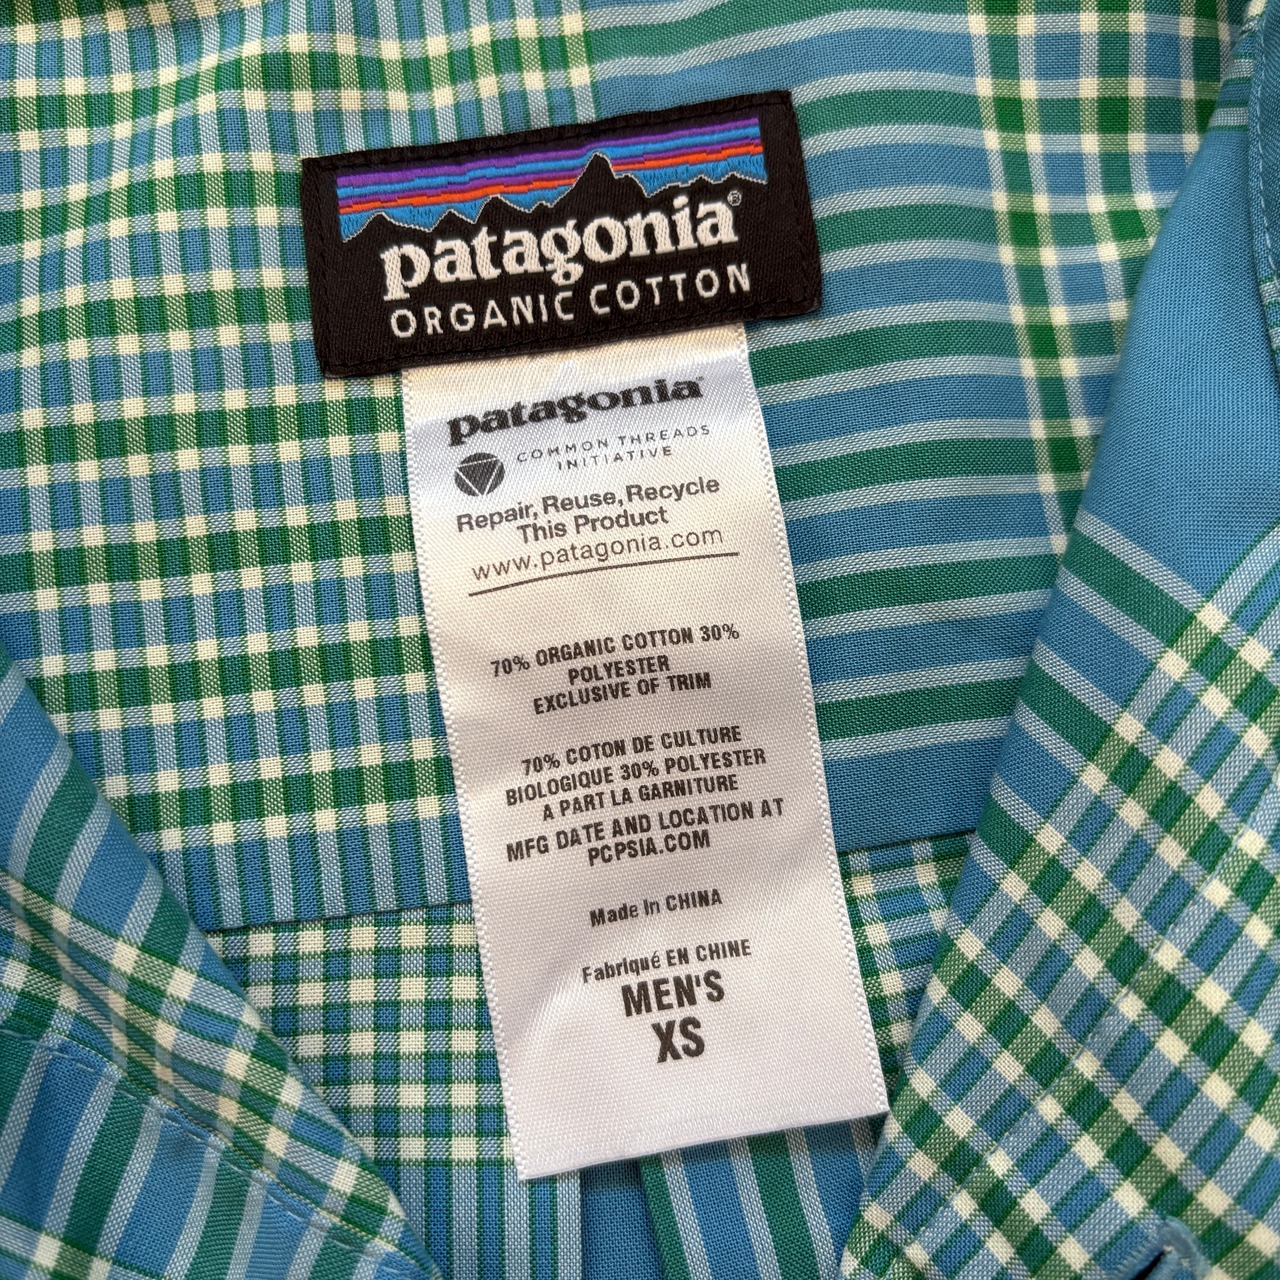 patagonia®
ORGANIC COTTON
patagonia®
COMMON THREADS
INITIATIVE
Repair, Reuse, Recycle
This Product
www.patagonia.com
70% ORGANIC COTTON 30%
POLYESTER
EXCLUSIVE OF TRIM
70% COTON DE CULTURE
BIOLOGIQUE 30% POLYESTER
A PART LA GARNITURE
MFG DATE AND LOCATION AT
PCPSIA.COM
Made In CHINA
Fabriqué EN CHINE
MEN'S
XS